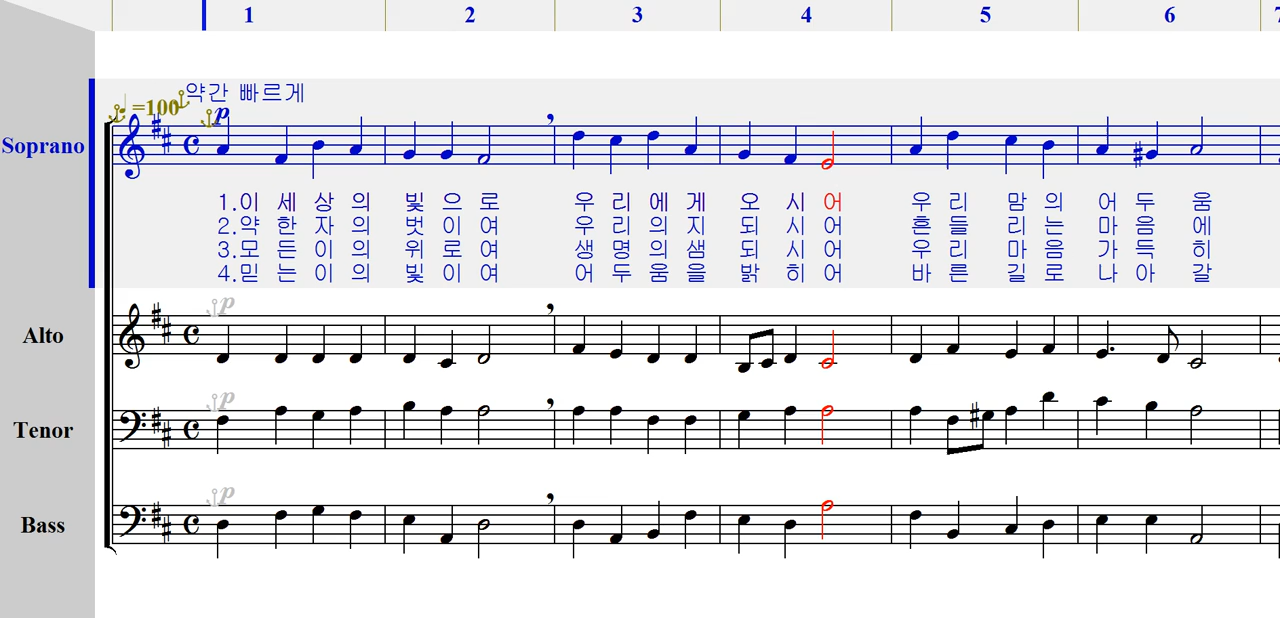 1 2 3 4 5 6 7
약간 빠르게
=100
p
Soprano
1.이 세 상 의 빛 으 로 우 리 에 게 오 시 어 우 리 맘 의 어 두 움
2.약 한 자 의 벗 이 여 우 리 의 지 되 시 어 흔 들 리 는 마 음 에
3.모 든 이 의 위 로 여 생 명 의 샘 되 시 어 우 리 마 음 가 득 히
4.믿 는 이 의 빛 이 여 어 두 움 을 밝 히 어 바 른 길 로 나 아 갈
p
Alto
p
Tenor
p
Bass